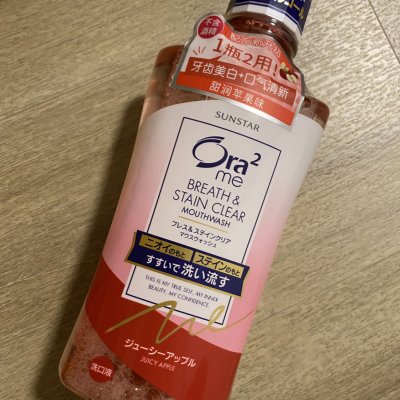 不含
酒精
1瓶2用!
牙齿美白+口气清新
甜润苹果味
SUNSTAR
Ora²
me
BREATH &
STAIN CLEAR
MOUTHWASH
ブレス&ステインクリア
マウスウォッシュ
ニオイのもと ステインのもと
すすいで洗い流す
THIS IS MY TRUE SELF. MY INNER
BEAUTY, MY CONFIDENCE.
me
ジューシーアップル
JUICY APPLE
洗口液